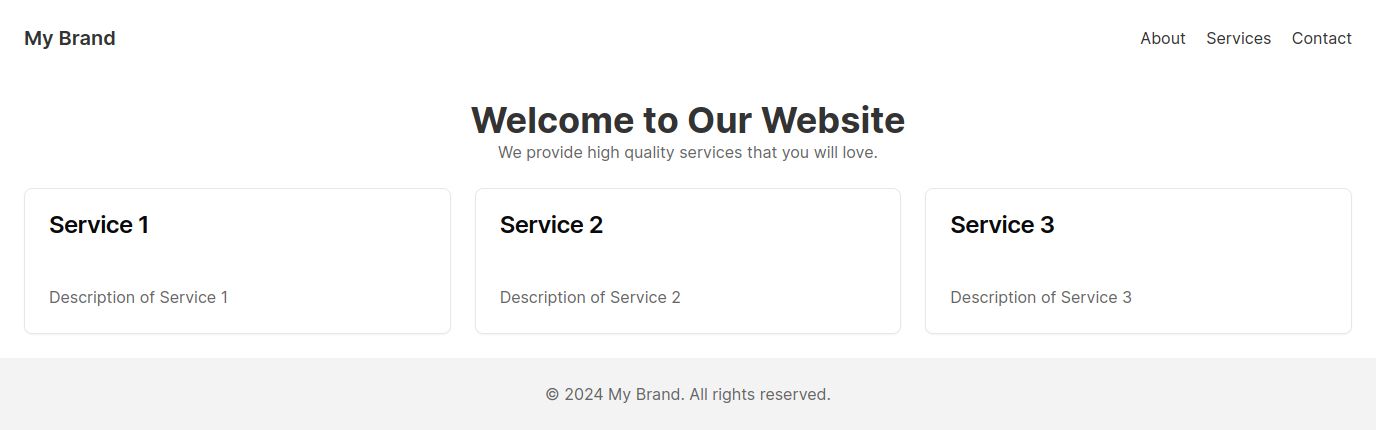 My Brand
About Services Contact
Welcome to Our Website
We provide high quality services that you will love.
Service 1
Description of Service 1
Service 2
Description of Service 2
Service 3
Description of Service 3
© 2024 My Brand. All rights reserved.